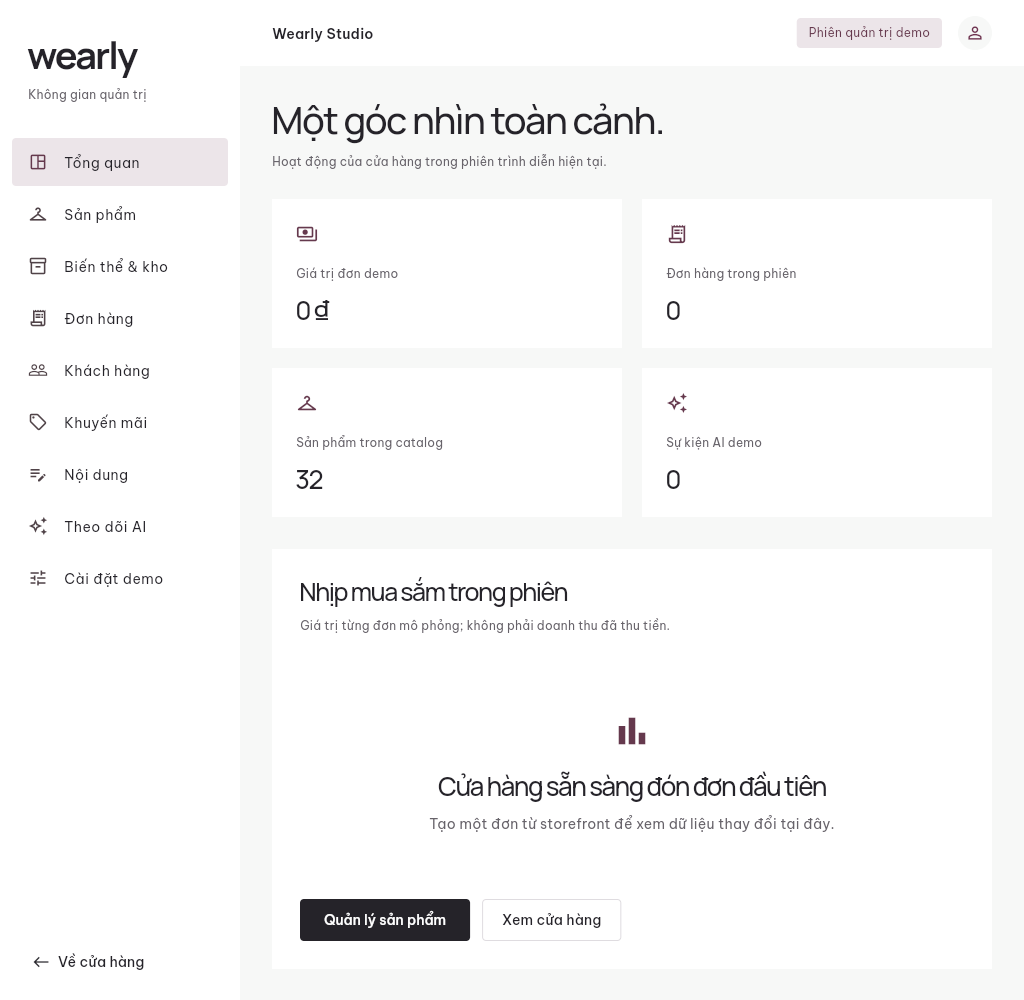 wearly
Không gian quản trị
Tổng quan
Sản phẩm
Biến thể & kho
Đơn hàng
Khách hàng
Khuyến mãi
Nội dung
Theo dõi AI
Cài đặt demo
Về cửa hàng
Wearly Studio
Phiên quản trị demo
Một góc nhìn toàn cảnh.
Hoạt động của cửa hàng trong phiên trình diễn hiện tại.
Giá trị đơn demo
0 ₫
Đơn hàng trong phiên
0
Sản phẩm trong catalog
32
Sự kiện AI demo
0
Nhịp mua sắm trong phiên
Giá trị từng đơn mô phỏng; không phải doanh thu đã thu tiền.
Cửa hàng sẵn sàng đón đơn đầu tiên
Tạo một đơn từ storefront để xem dữ liệu thay đổi tại đây.
Quản lý sản phẩm
Xem cửa hàng